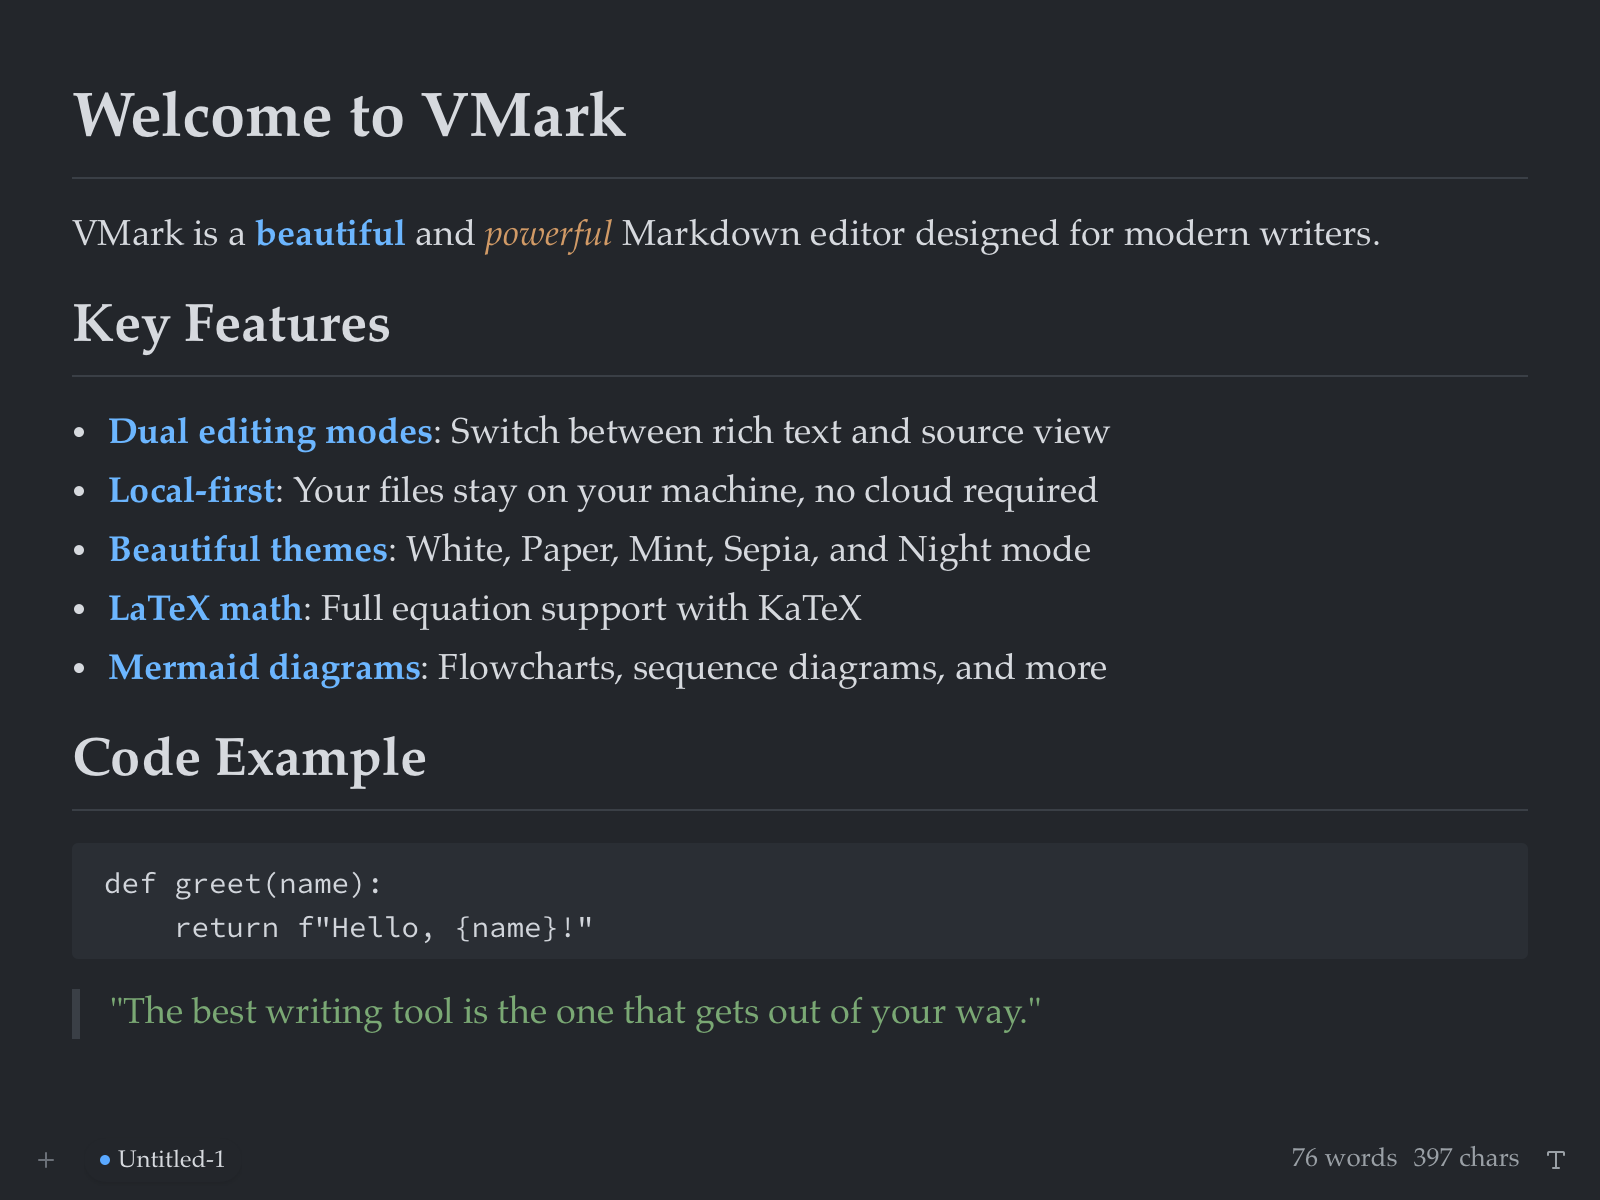 Welcome to VMark
VMark is a beautiful and powerful Markdown editor designed for modern writers.
Key Features
• Dual editing modes: Switch between rich text and source view
• Local-first: Your files stay on your machine, no cloud required
• Beautiful themes: White, Paper, Mint, Sepia, and Night mode
• LaTeX math: Full equation support with KaTeX
• Mermaid diagrams: Flowcharts, sequence diagrams, and more
Code Example
def greet(name):
    return f"Hello, {name}!"
"The best writing tool is the one that gets out of your way."
+ Untitled-1 76 words 397 chars T